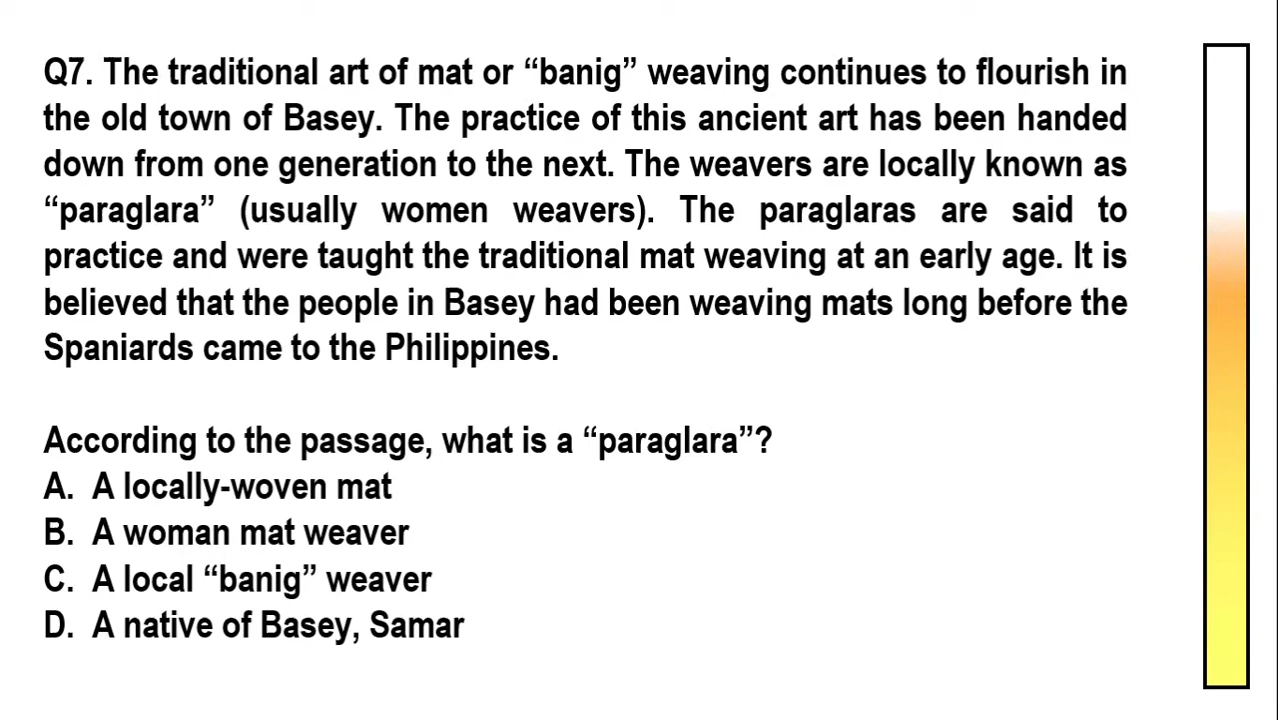 Q7. The traditional art of mat or “banig” weaving continues to flourish in
the old town of Basey. The practice of this ancient art has been handed
down from one generation to the next. The weavers are locally known as
“paraglara” (usually women weavers). The paraglaras are said to
practice and were taught the traditional mat weaving at an early age. It is
believed that the people in Basey had been weaving mats long before the
Spaniards came to the Philippines.
According to the passage, what is a “paraglara”?
A. A locally-woven mat
B. A woman mat weaver
C. A local “banig” weaver
D. A native of Basey, Samar